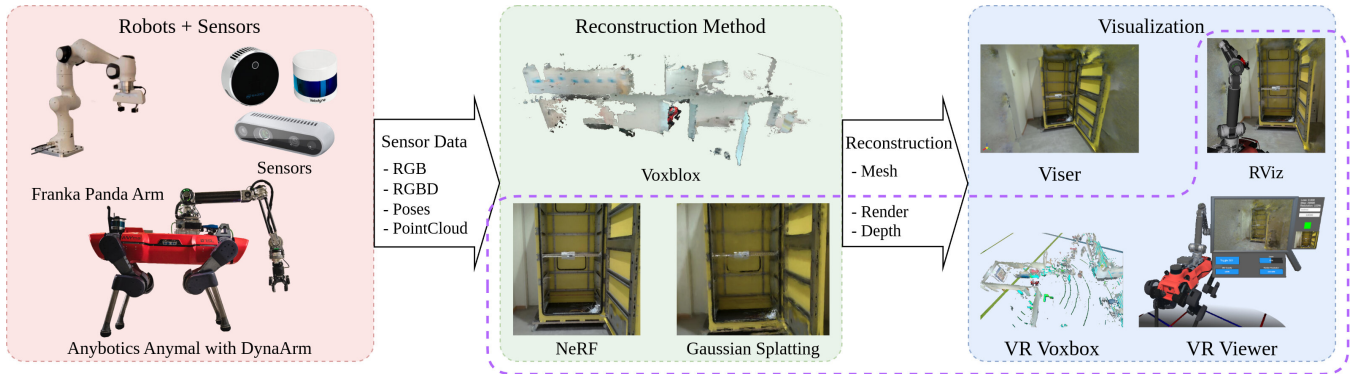 Robots + Sensors
Sensors
Franka Panda Arm
Anybotics Anymal with DynaArm
Sensor Data
- RGB
- RGBD
- Poses
- PointCloud
Reconstruction Method
Voxblox
NeRF
Gaussian Splatting
Reconstruction
- Mesh
- Render
- Depth
Visualization
Viser
RViz
VR Voxbox
VR Viewer